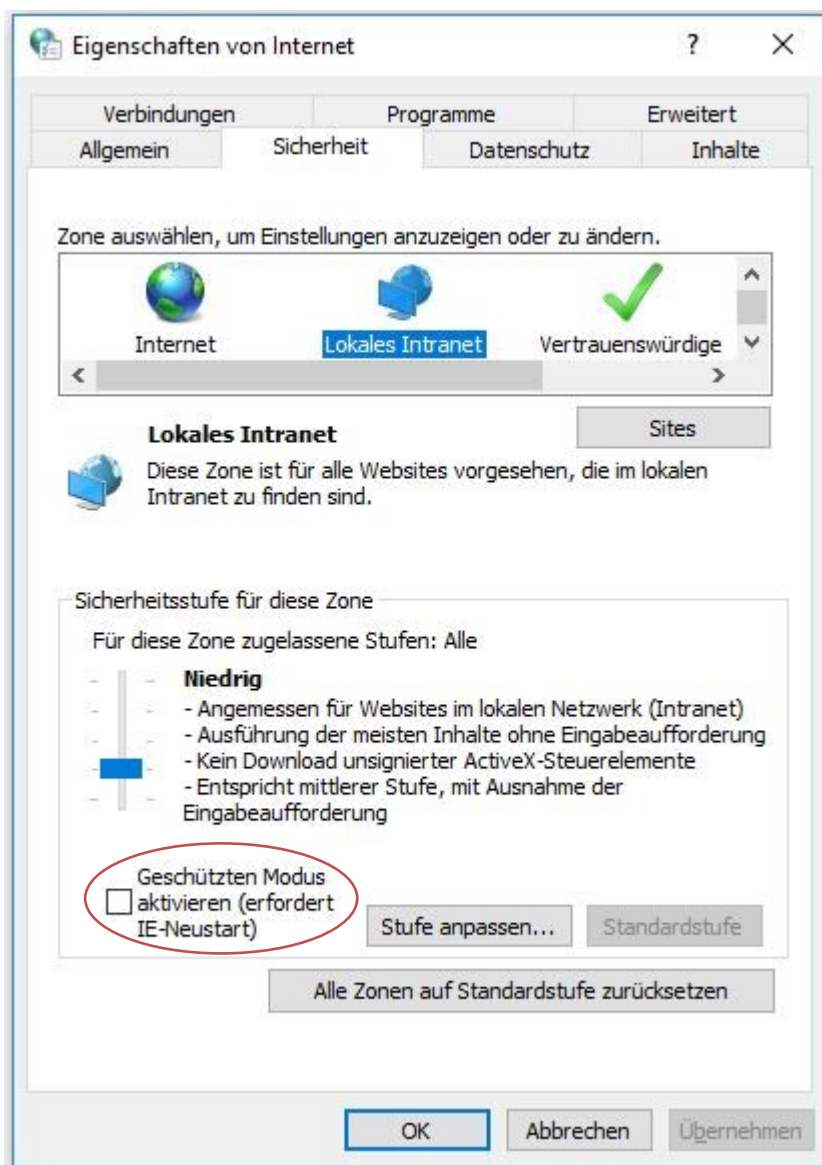 Eigenschaften von Internet
?
Verbindungen Programme Erweitert
Allgemein Sicherheit Datenschutz Inhalte
Zone auswählen, um Einstellungen anzuzeigen oder zu ändern.
Internet Lokales Intranet Vertrauenswürdige
Sites
Lokales Intranet
Diese Zone ist für alle Websites vorgesehen, die im lokalen
Intranet zu finden sind.
Sicherheitsstufe für diese Zone
Für diese Zone zugelassene Stufen: Alle
Niedrig
- Angemessen für Websites im lokalen Netzwerk (Intranet)
- Ausführung der meisten Inhalte ohne Eingabeaufforderung
- Kein Download unsignierter ActiveX-Steuerelemente
- Entspricht mittlerer Stufe, mit Ausnahme der
Eingabeaufforderung
Geschützten Modus
aktivieren (erfordert
IE-Neustart)
Stufe anpassen... Standardstufe
Alle Zonen auf Standardstufe zurücksetzen
OK Abbrechen Übernehmen